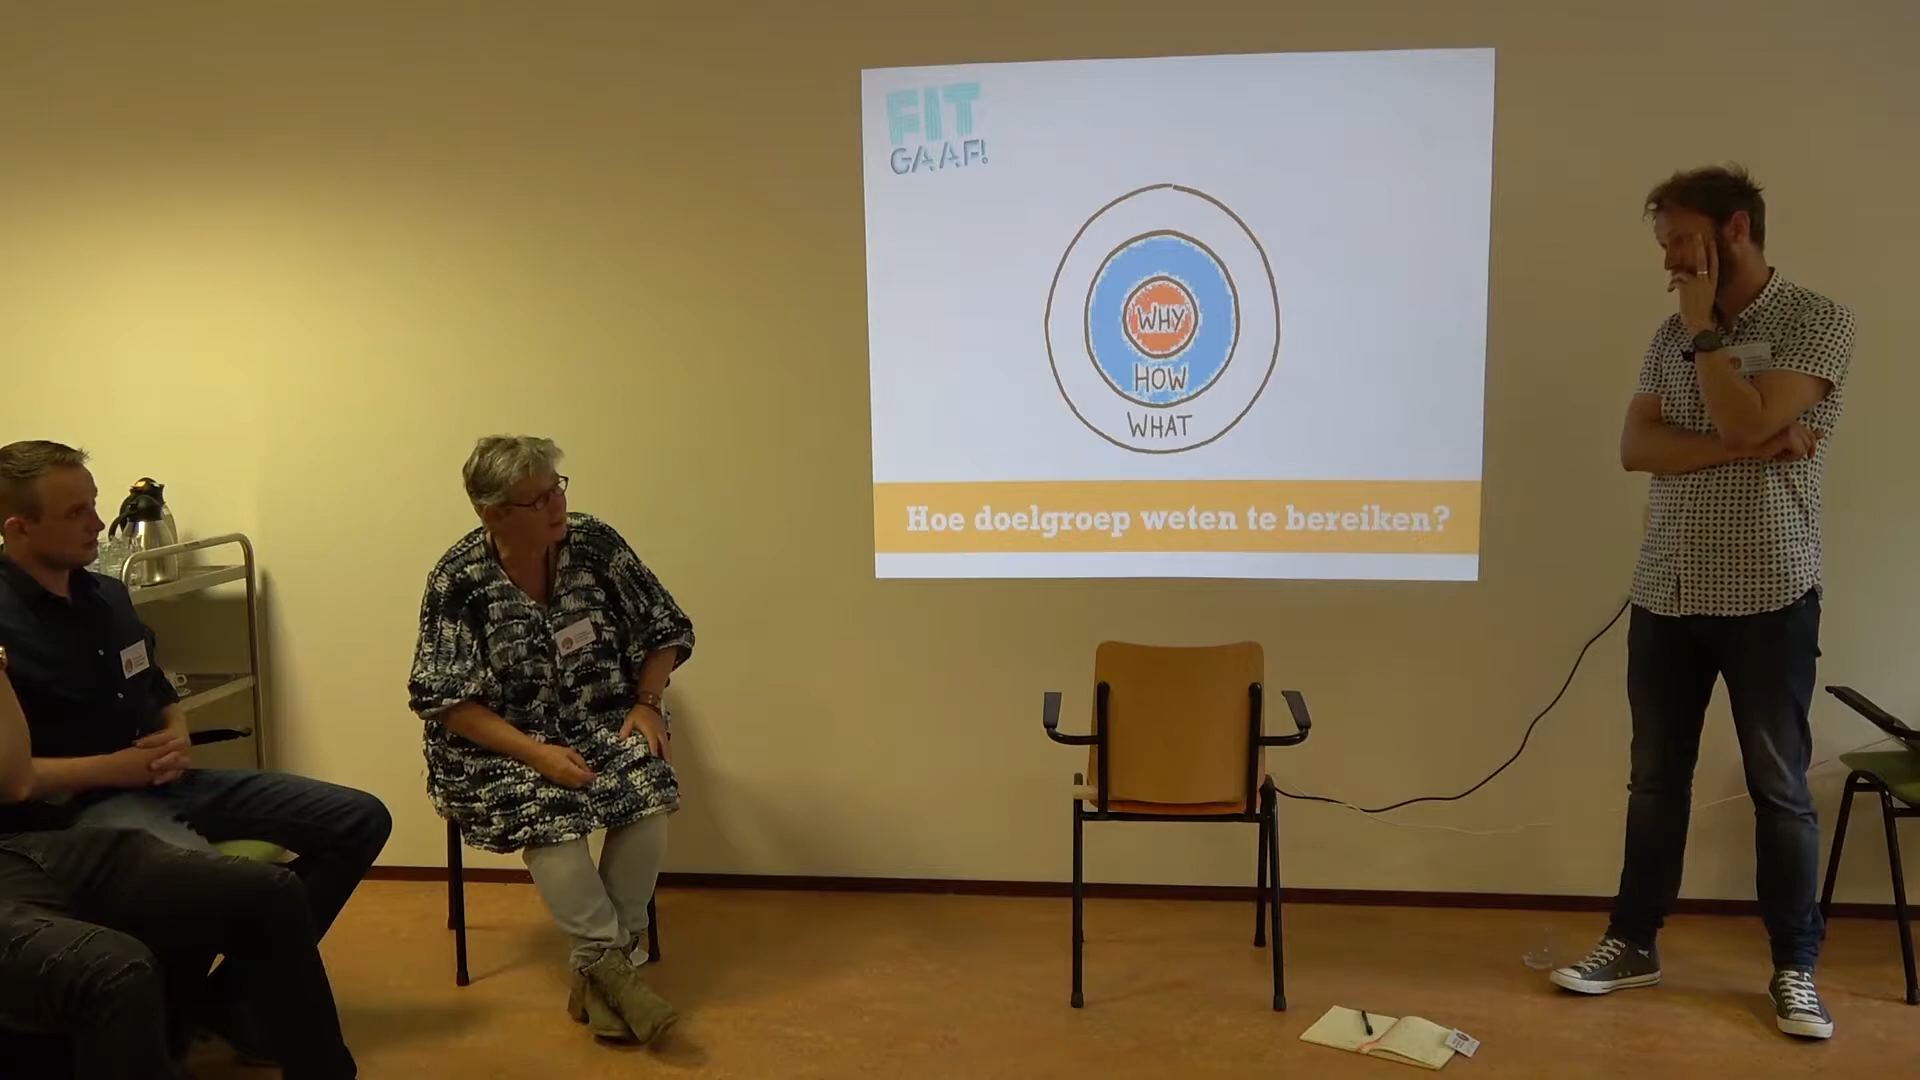 FIT
GAAF!
WHY
HOW
WHAT
Hoe doelgroep weten te bereiken?